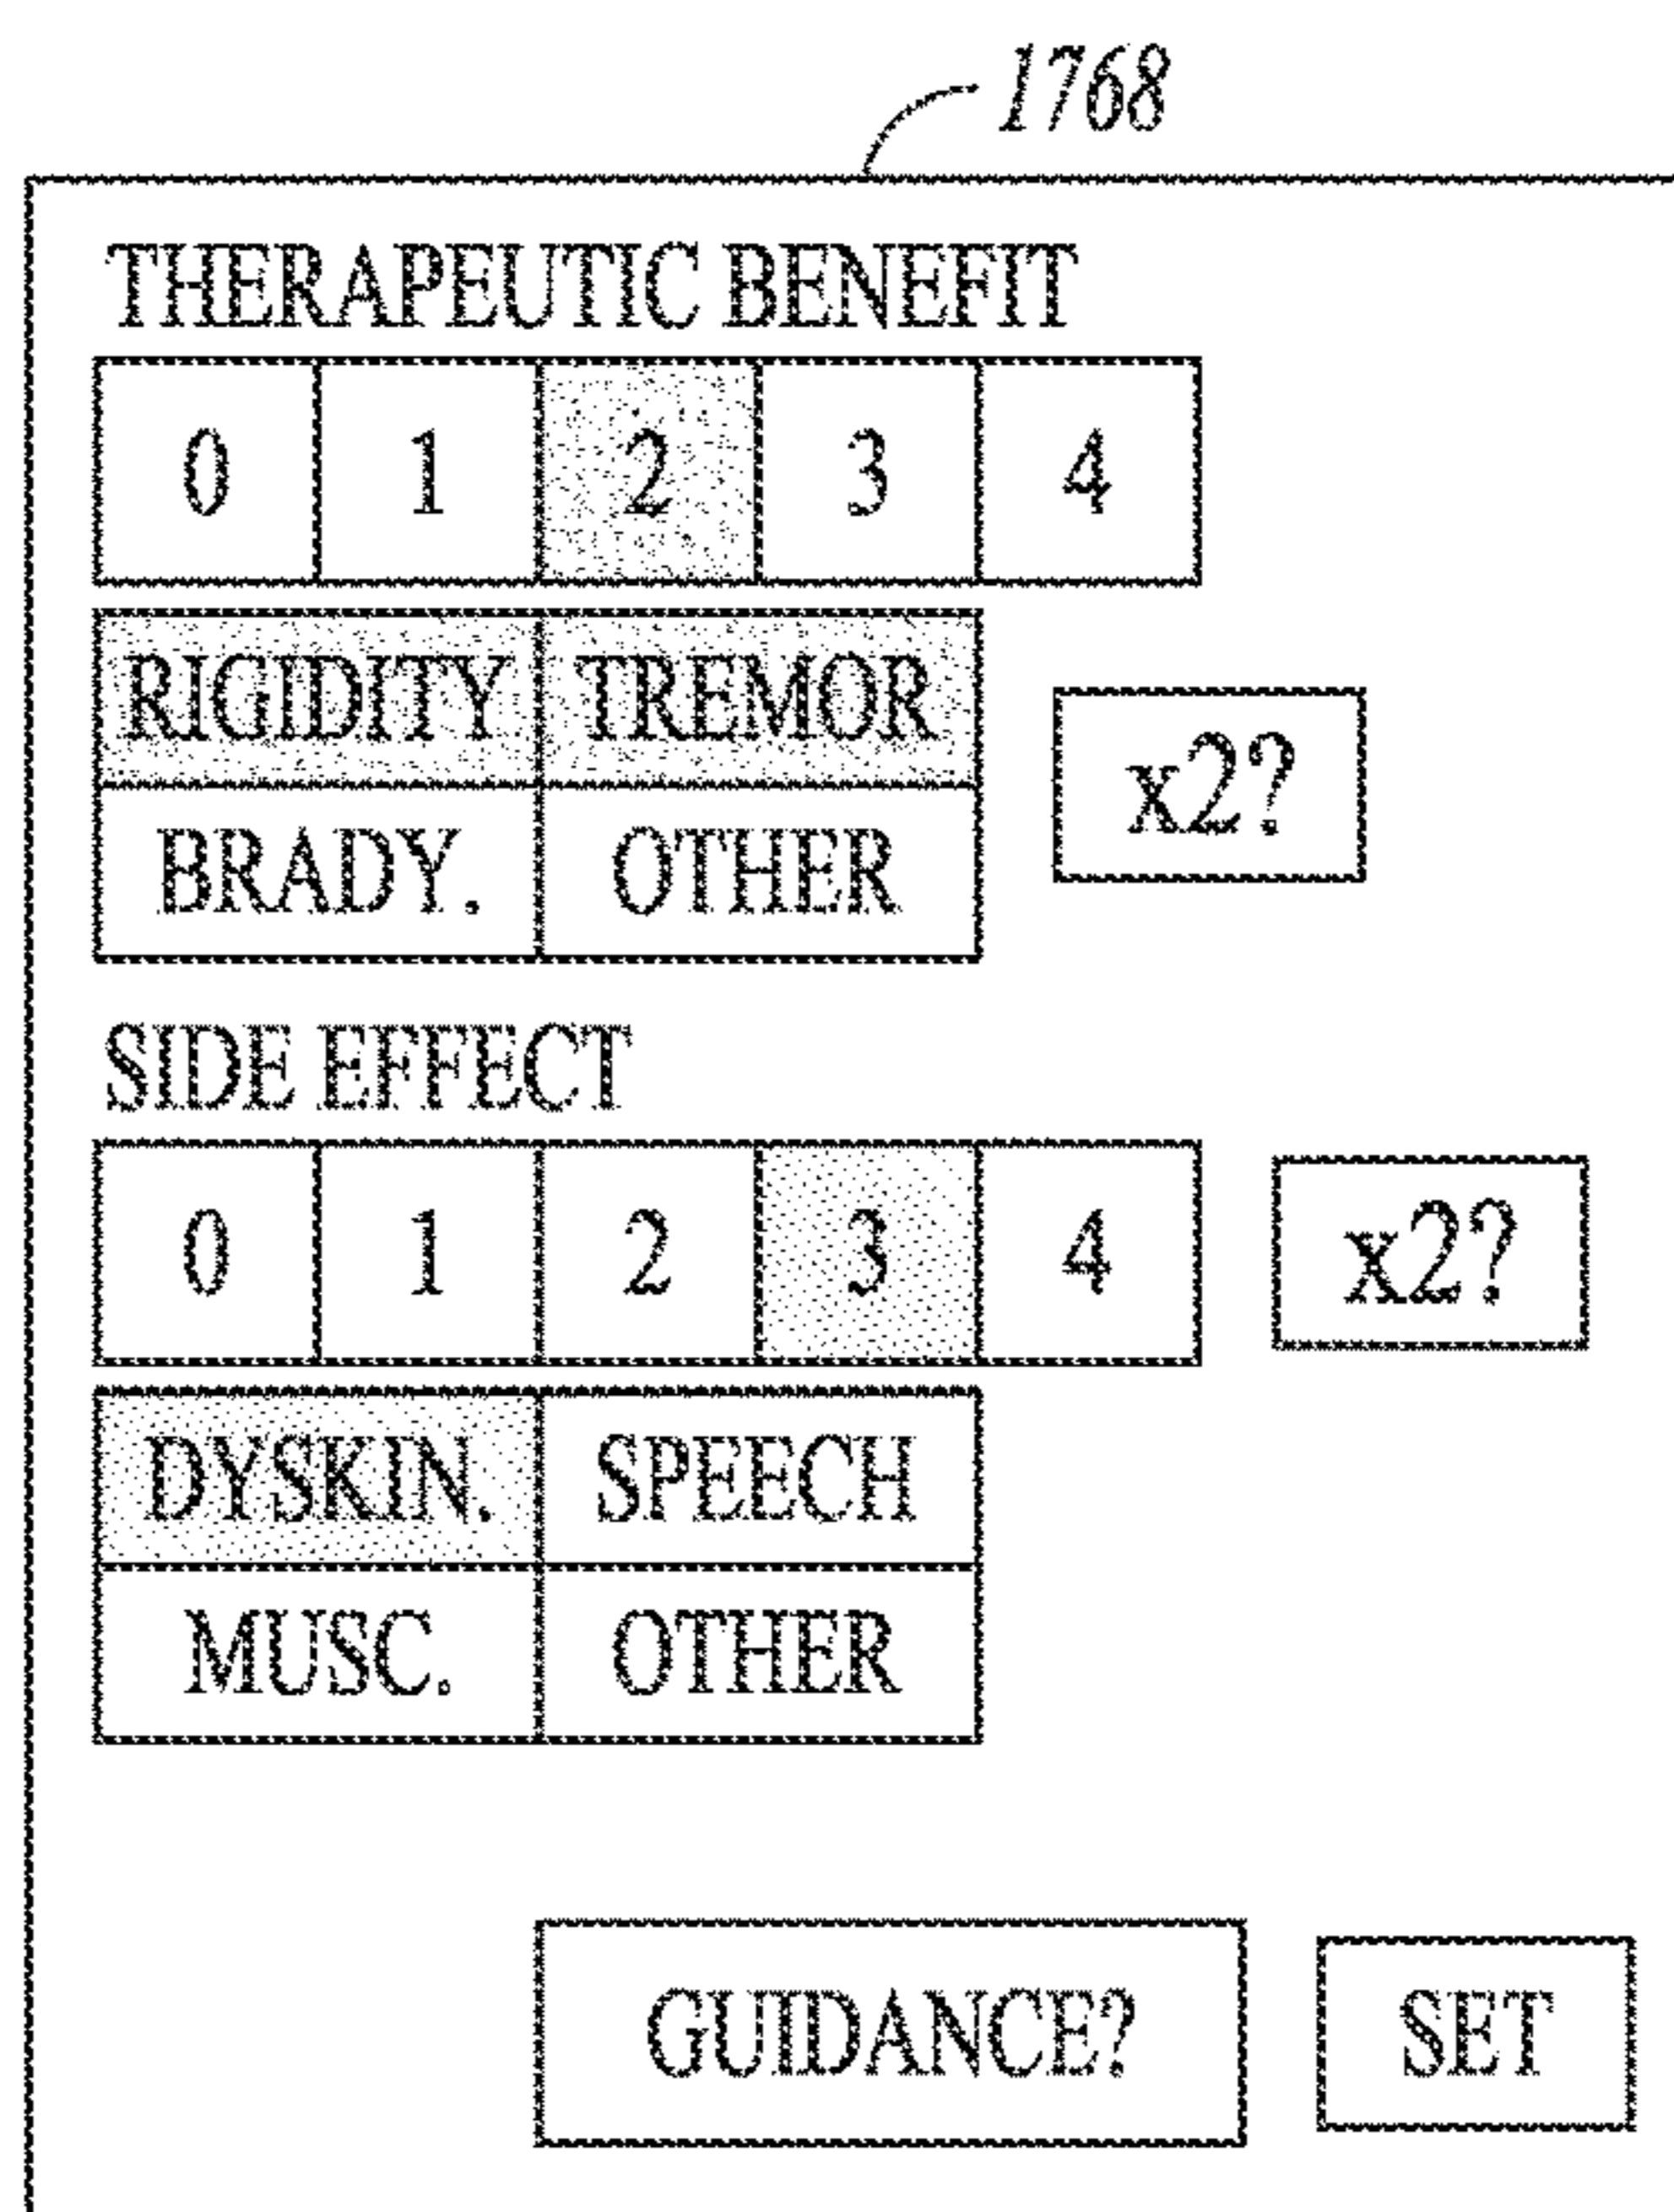 1768
THERAPEUTIC BENEFIT
0 1 2 3 4
RIGIDITY TREMOR
x2?
BRADY. OTHER
SIDE EFFECT
0 1 2 3 4 x2?
DYSKIN. SPEECH
MUSC. OTHER
GUIDANCE? SET